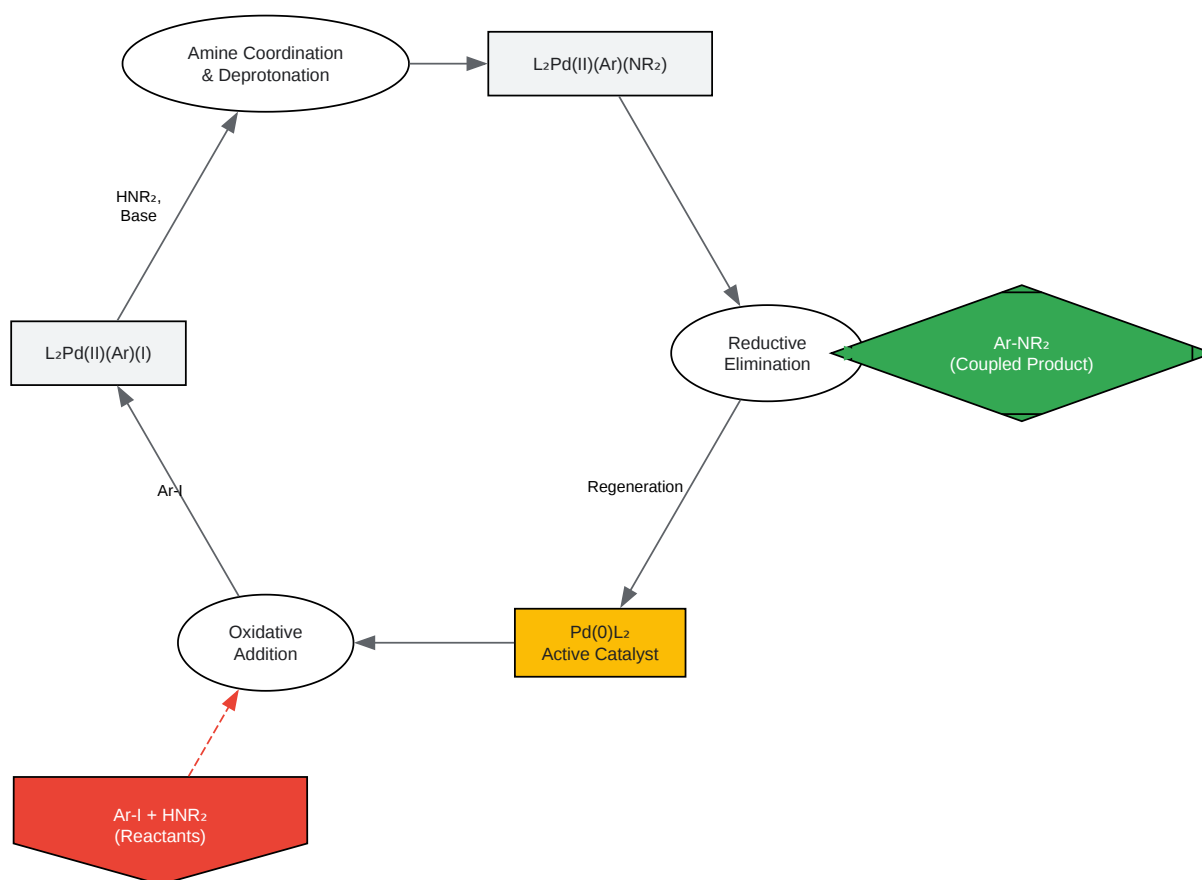 Amine Coordination
& Deprotonation
L₂Pd(II)(Ar)(NR₂)
HNR₂,
Base
L₂Pd(II)(Ar)(I)
Reductive
Elimination
Ar-NR₂
(Coupled Product)
Ar-I
Regeneration
Oxidative
Addition
Pd(0)L₂
Active Catalyst
Ar-I + HNR₂
(Reactants)